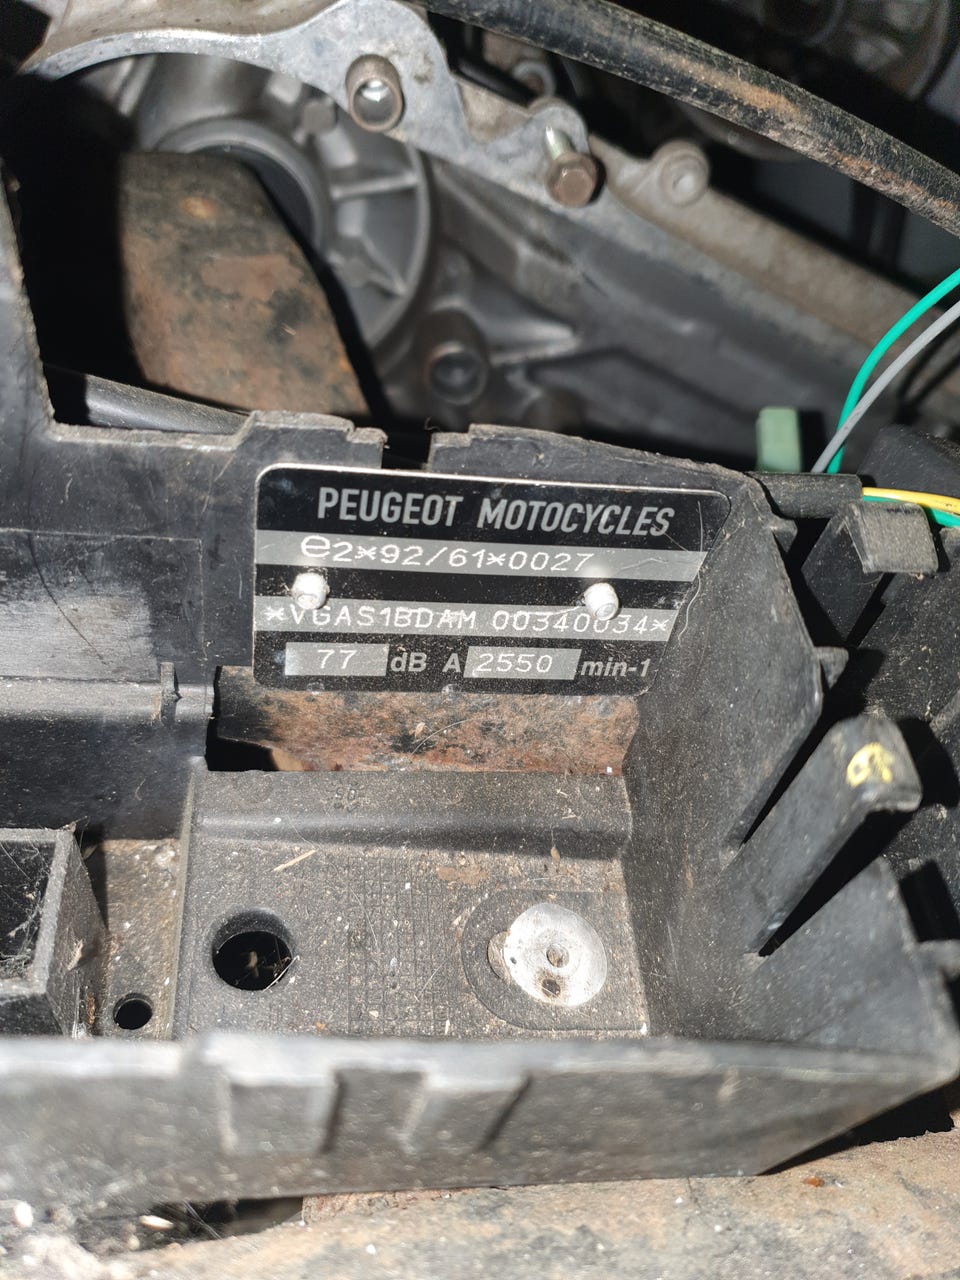 PEUGEOT MOTOCYCLES
e2*92/61*0027
*VGAS1BDAM 00340034*
77 dB A 2550 min-1